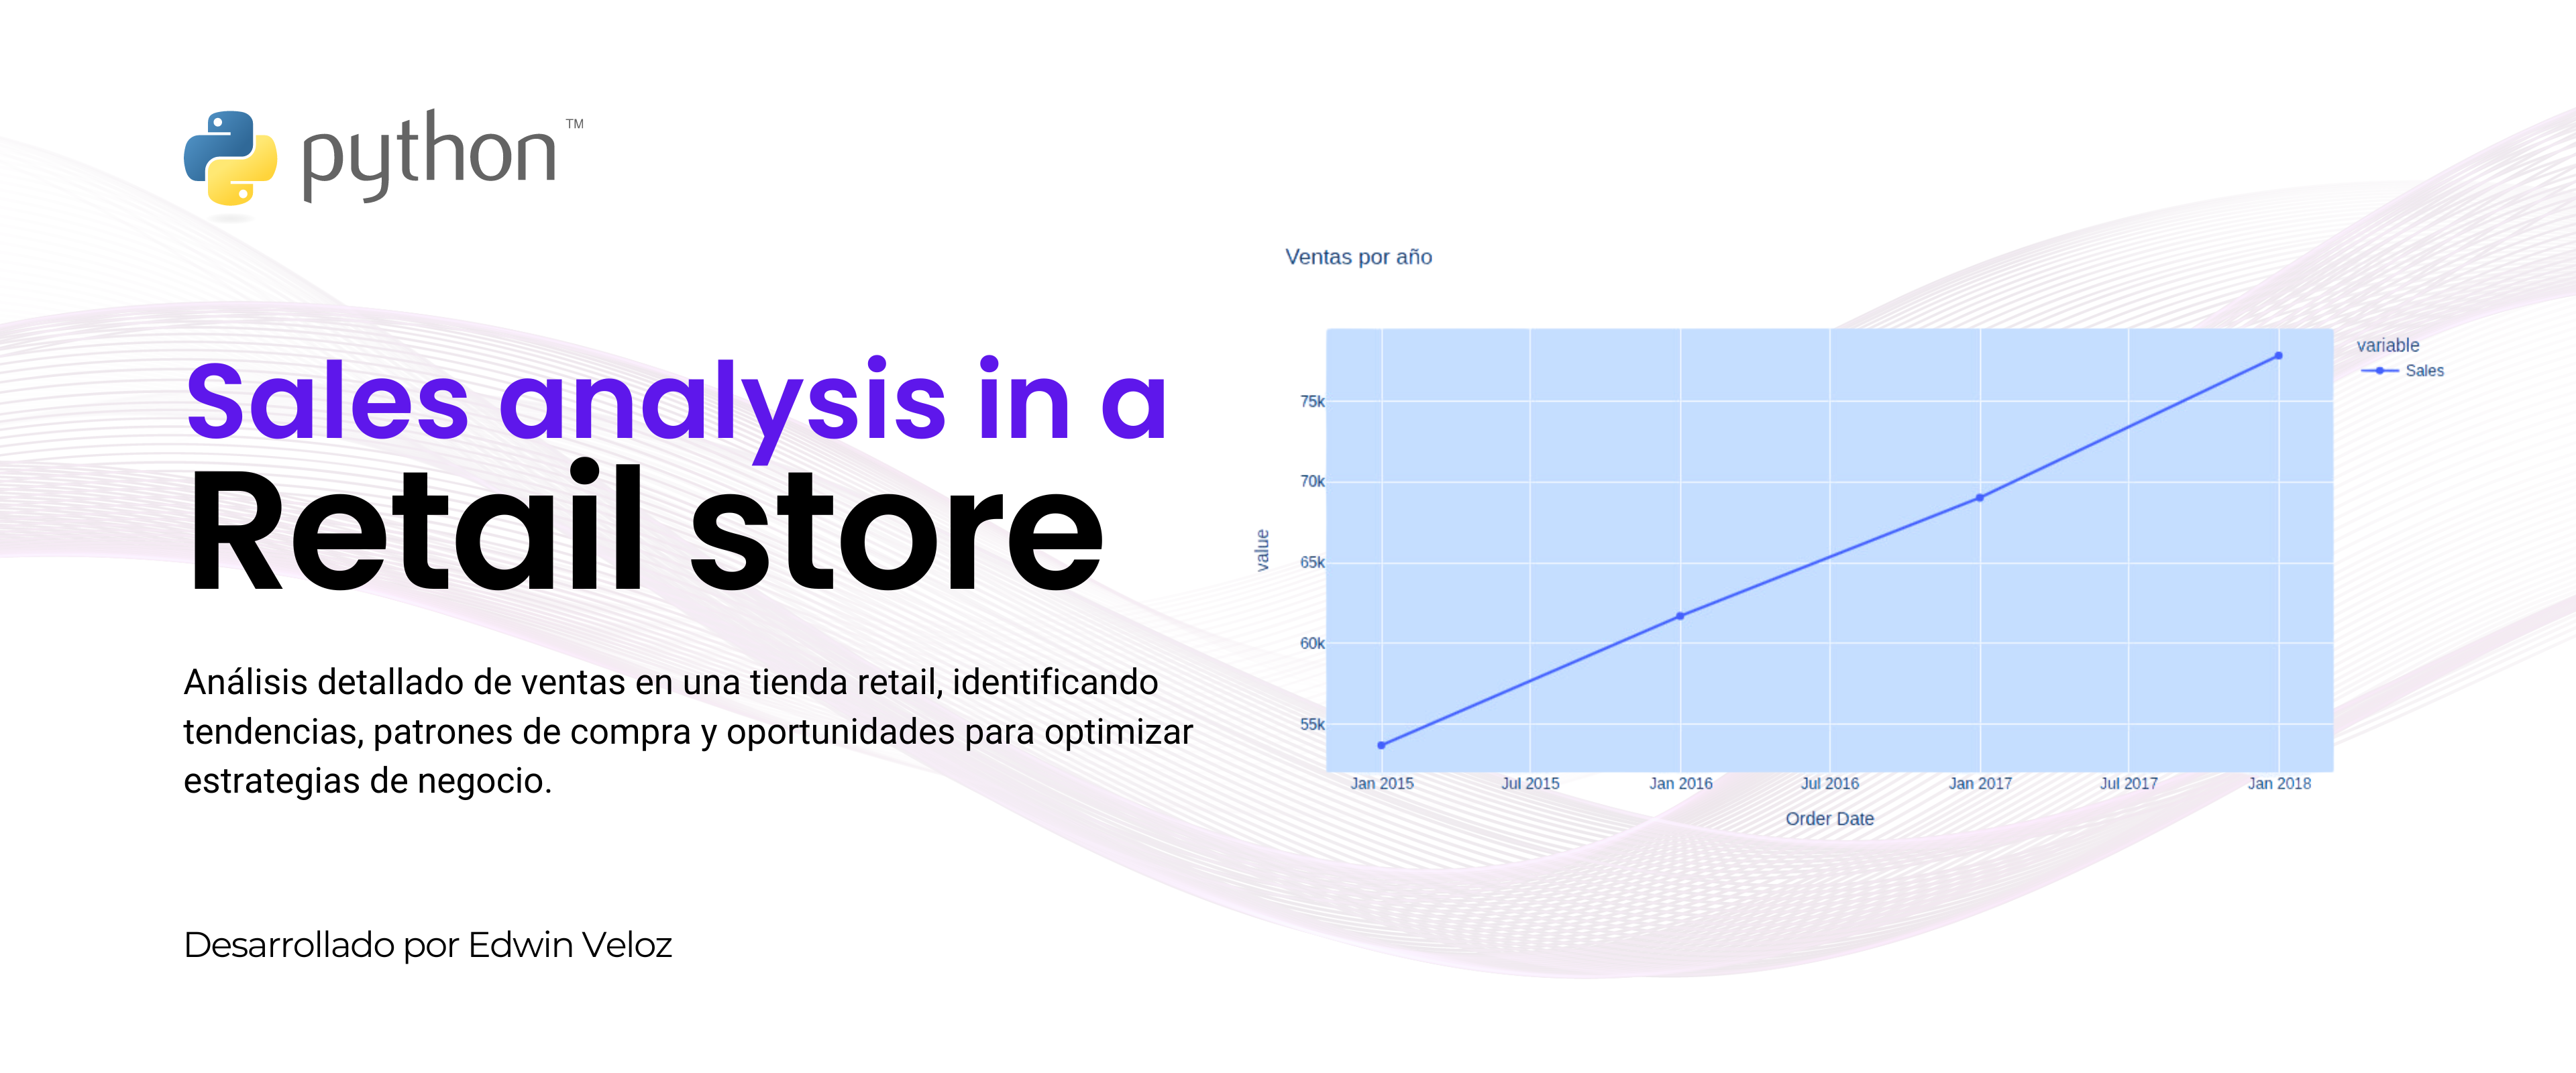 python™
Sales analysis in a
Retail store
Análisis detallado de ventas en una tienda retail, identificando
tendencias, patrones de compra y oportunidades para optimizar
estrategias de negocio.
Desarrollado por Edwin Veloz
Ventas por año
variable
Sales
value
75k
70k
65k
60k
55k
Jan 2015 Jul 2015 Jan 2016 Jul 2016 Jan 2017 Jul 2017 Jan 2018
Order Date